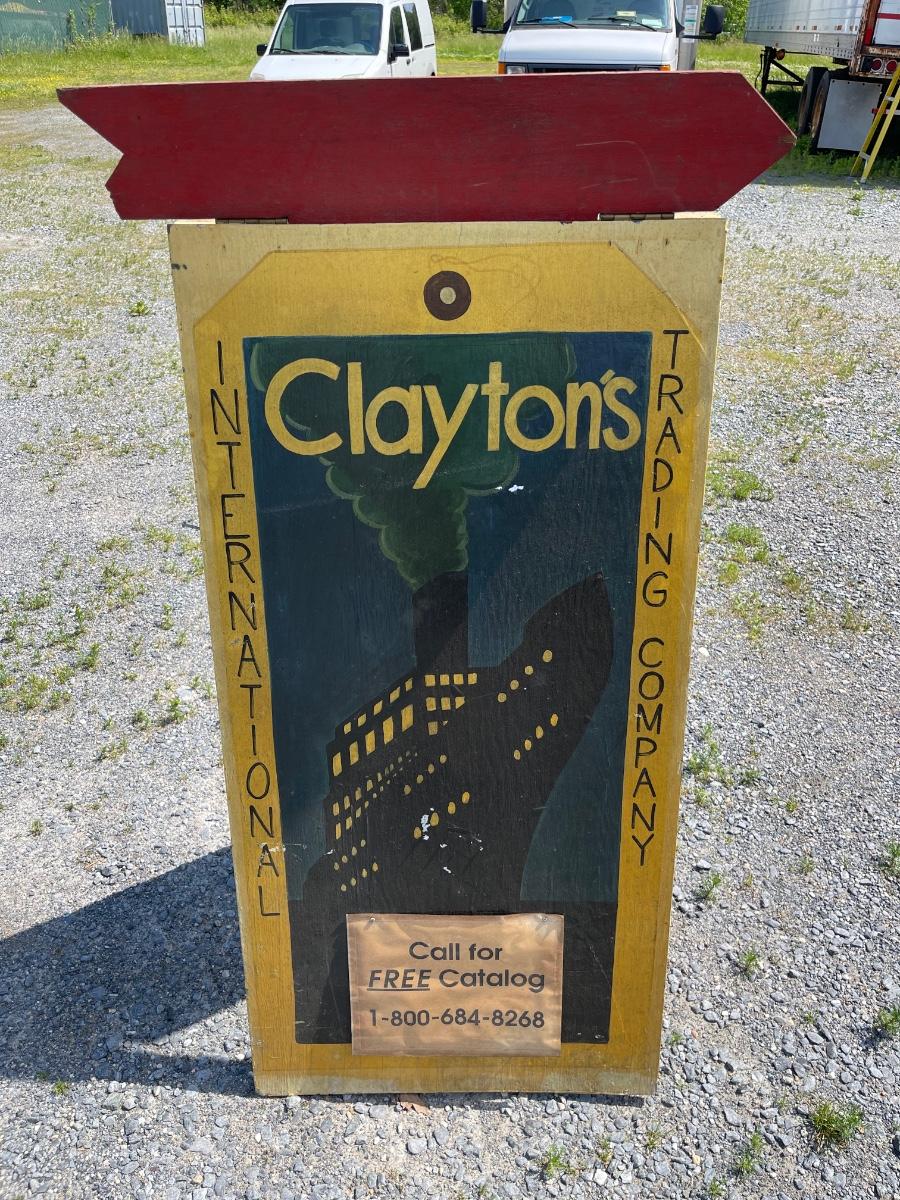 Clayton's
INTERNATIONAL
TRADING COMPANY
Call for
FREE Catalog
1-800-684-8268